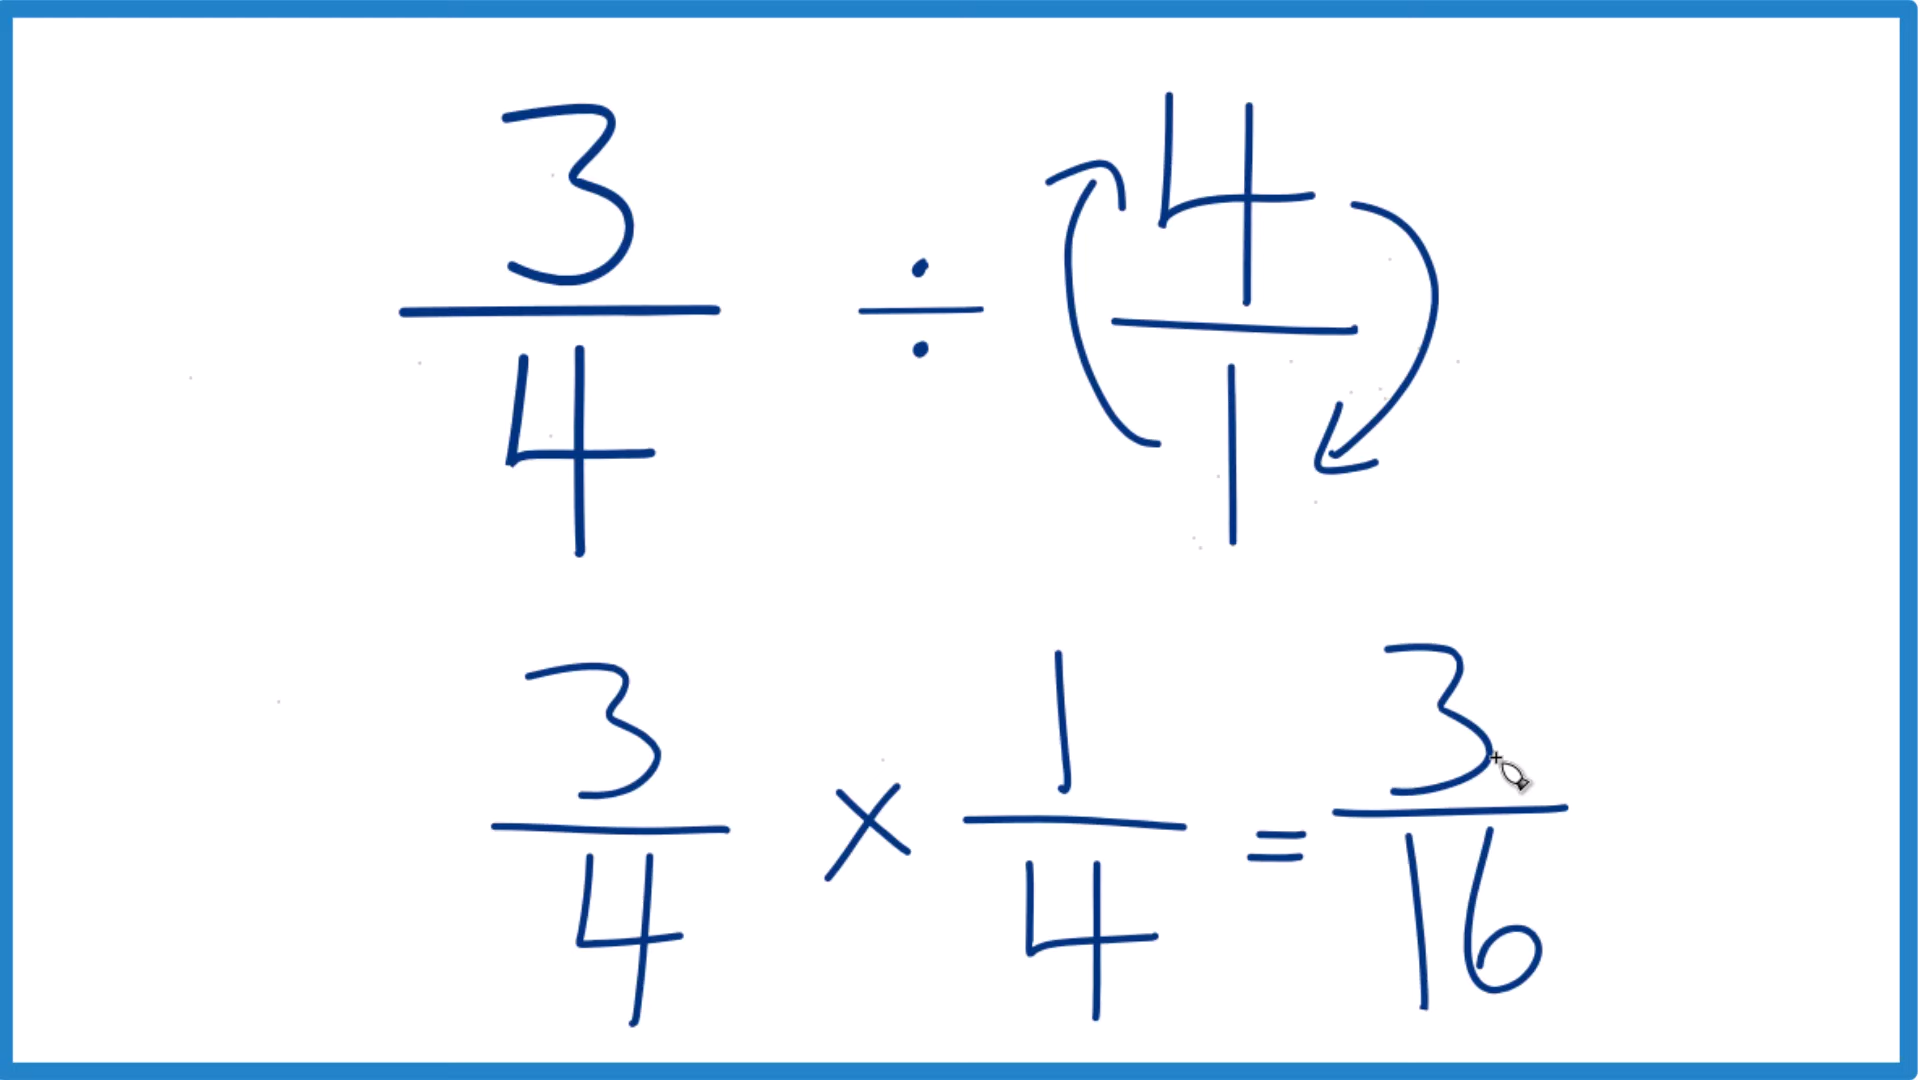 3/4 ÷ 4/1
3/4 × 1/4 = 3/16